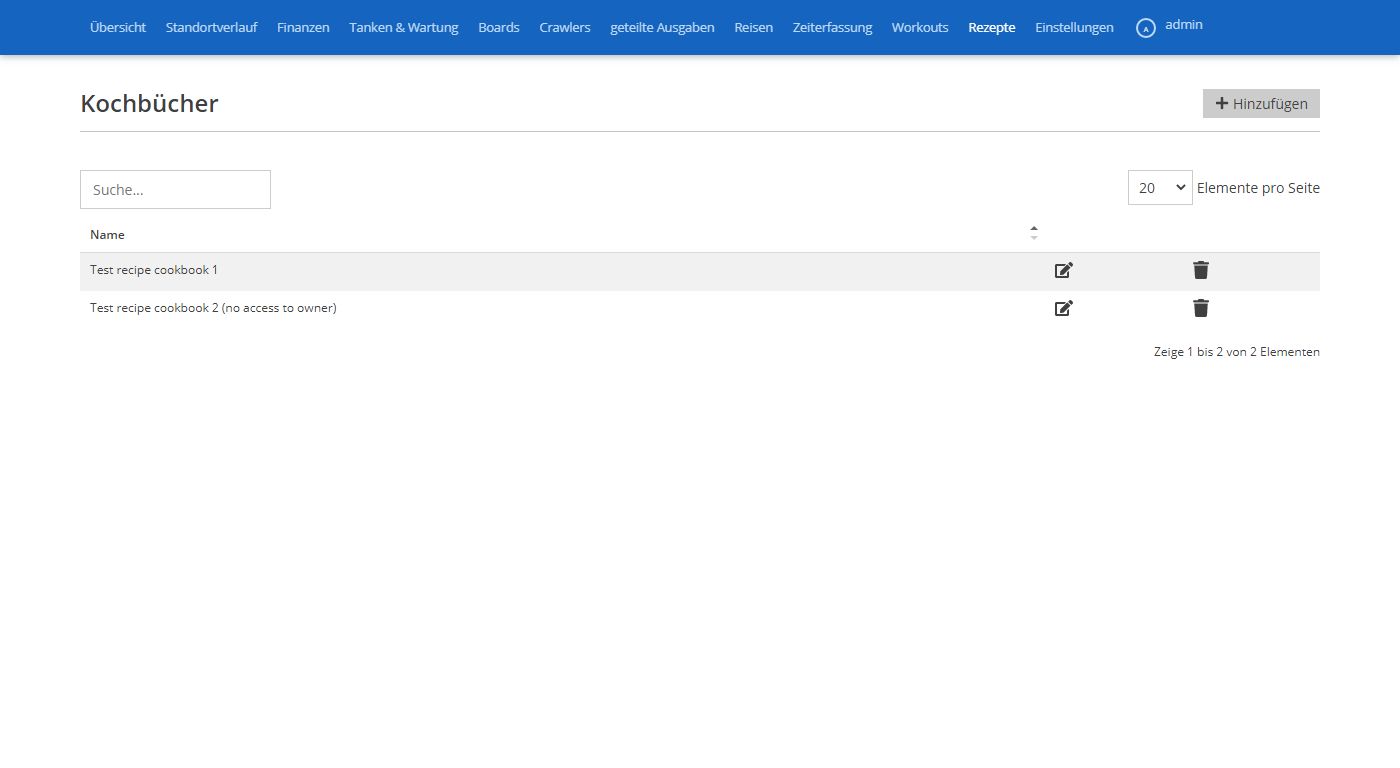 Übersicht Standortverlauf Finanzen Tanken & Wartung Boards Crawlers geteilte Ausgaben Reisen Zeiterfassung Workouts Rezepte Einstellungen A admin
Kochbücher
Hinzufügen
Suche...
20 Elemente pro Seite
Name
Test recipe cookbook 1
Test recipe cookbook 2 (no access to owner)
Zeige 1 bis 2 von 2 Elementen